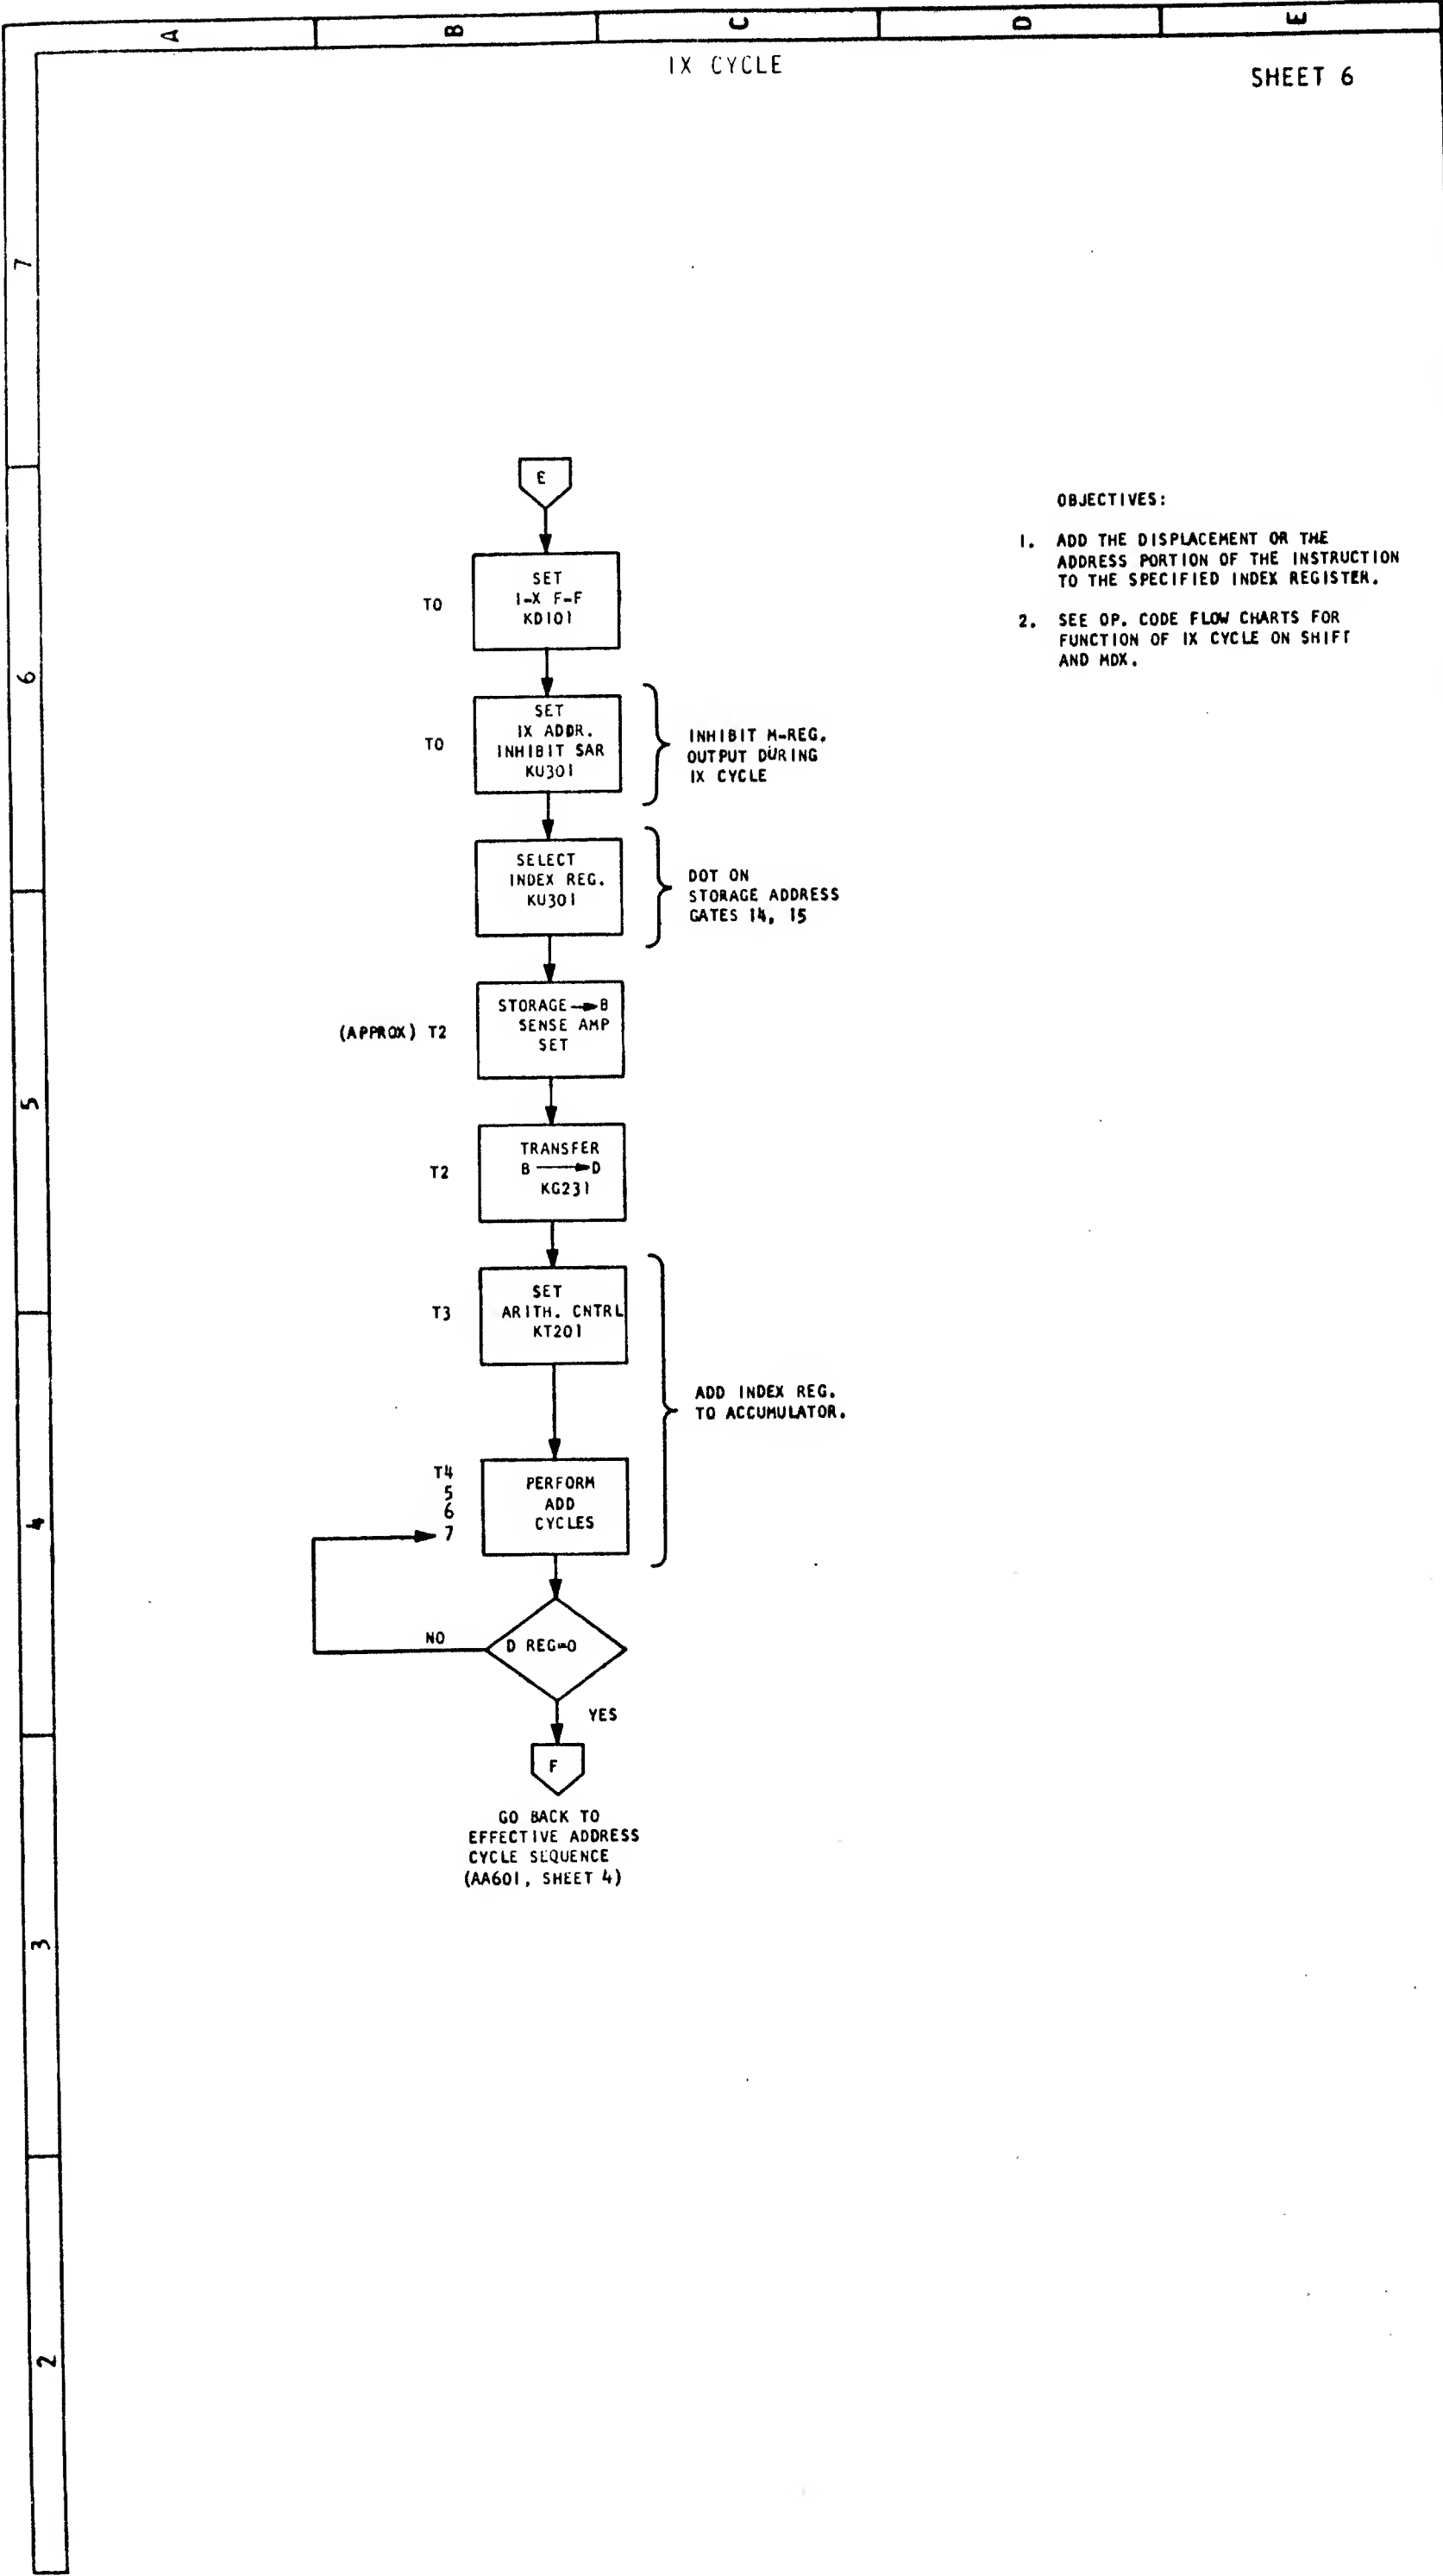 A
B
C
D
E
IX CYCLE
SHEET 6
7
6
5
4
3
2
E
OBJECTIVES:
1. ADD THE DISPLACEMENT OR THE
ADDRESS PORTION OF THE INSTRUCTION
TO THE SPECIFIED INDEX REGISTER.
2. SEE OP. CODE FLOW CHARTS FOR
FUNCTION OF IX CYCLE ON SHIFT
AND MDX.
T0
SET
I-X F-F
KD101
T0
SET
IX ADDR.
INHIBIT SAR
KU301
INHIBIT M-REG.
OUTPUT DURING
IX CYCLE
SELECT
INDEX REG.
KU301
DOT ON
STORAGE ADDRESS
GATES 14, 15
(APPROX) T2
STORAGE → B
SENSE AMP
SET
T2
TRANSFER
B → D
KG231
T3
SET
ARITH. CNTRL
KT201
ADD INDEX REG.
TO ACCUMULATOR.
T4
5
6
7
PERFORM
ADD
CYCLES
NO
D REG=0
YES
F
GO BACK TO
EFFECTIVE ADDRESS
CYCLE SEQUENCE
(AA601, SHEET 4)